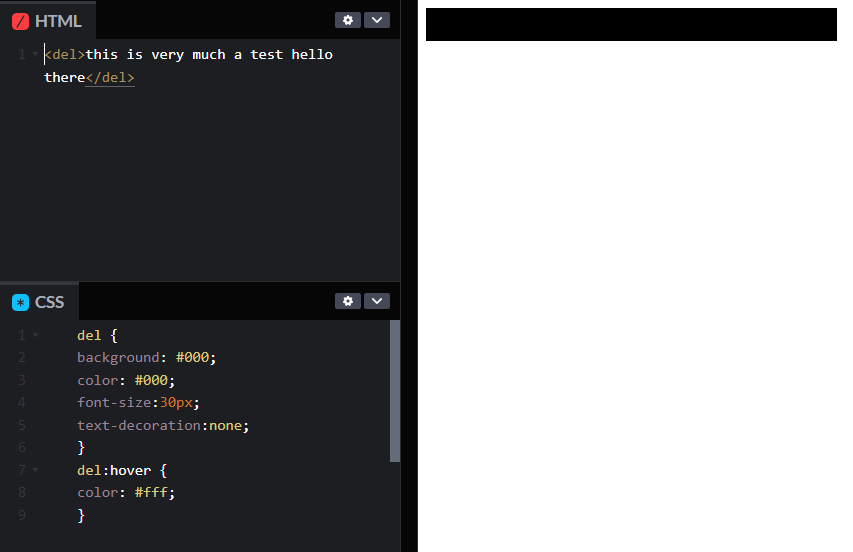 HTML
1 <del>this is very much a test hello
there</del>
CSS
1 del {
2 background: #000;
3 color: #000;
4 font-size:30px;
5 text-decoration:none;
6 }
7 del:hover {
8 color: #fff;
9 }